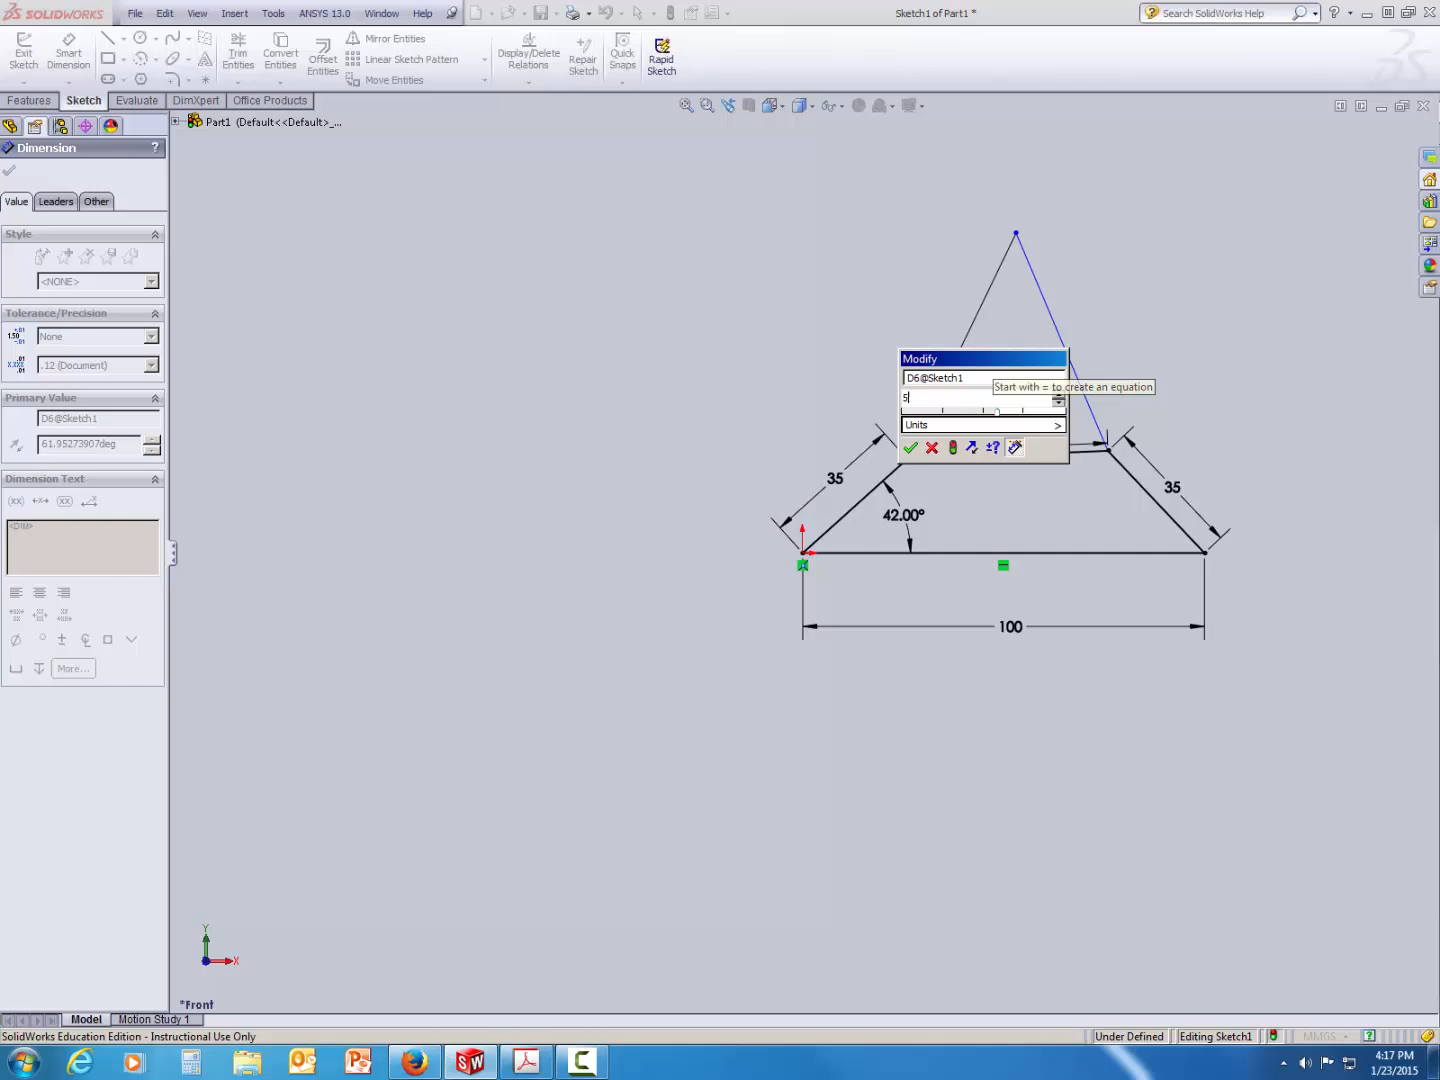 SOLIDWORKS File Edit View Insert Tools ANSYS 13.0 Window Help Sketch1 of Part1 * Search SolidWorks Help
Exit Sketch Smart Dimension Trim Entities Convert Entities Offset Entities Mirror Entities Linear Sketch Pattern Move Entities Display/Delete Relations Repair Sketch Quick Snaps Rapid Sketch
Features Sketch Evaluate DimXpert Office Products
Part1 (Default<<Default>_...
Dimension ?
Value Leaders Other
Style
<NONE>
Tolerance/Precision
None
.12 (Document)
Primary Value
D6@Sketch1
61.95273907deg
Dimension Text
<DIM>
More...
Modify
D6@Sketch1
Start with = to create an equation
5
Units >
35
35
42.00°
100
Y
X
*Front
Model Motion Study 1
SolidWorks Education Edition - Instructional Use Only Under Defined Editing Sketch1 MMGS
4:17 PM
1/23/2015